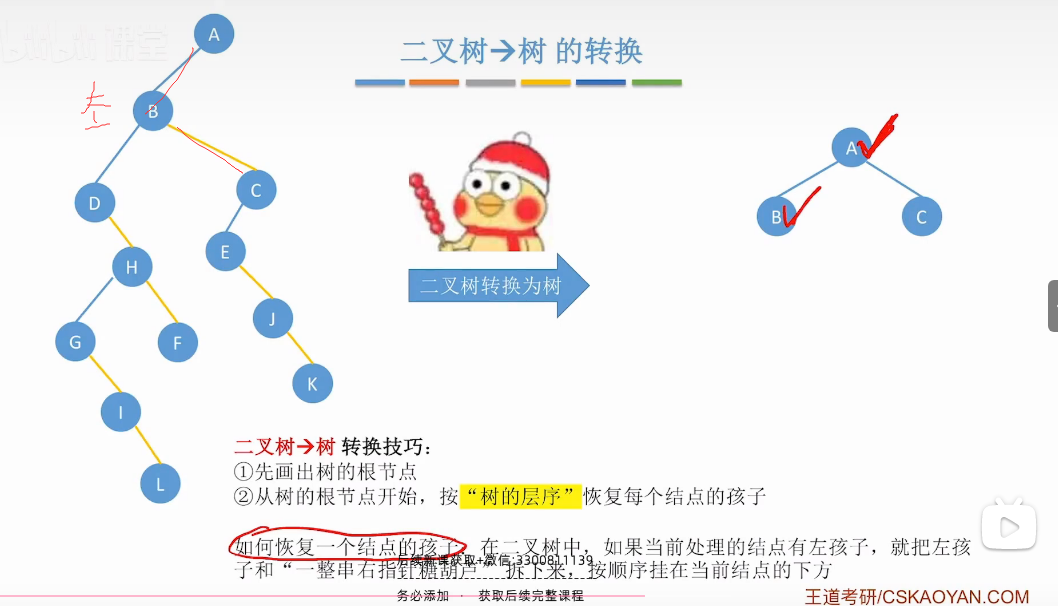 二叉树→树 的转换
A
B
D
C
H
E
G
F
J
I
K
L
左
二叉树转换为树
A
B
C
二叉树→树 转换技巧：
①先画出树的根节点
②从树的根节点开始，按“树的层序”恢复每个结点的孩子
如何恢复一个结点的孩子：在二叉树中，如果当前处理的结点有左孩子，就把左孩
子和“一整串右指针糖葫芦”拆下来，按顺序挂在当前结点的下方
后续新课获取+微信:3300811139
务必添加 · 获取后续完整课程
王道考研/CSKAOYAN.COM